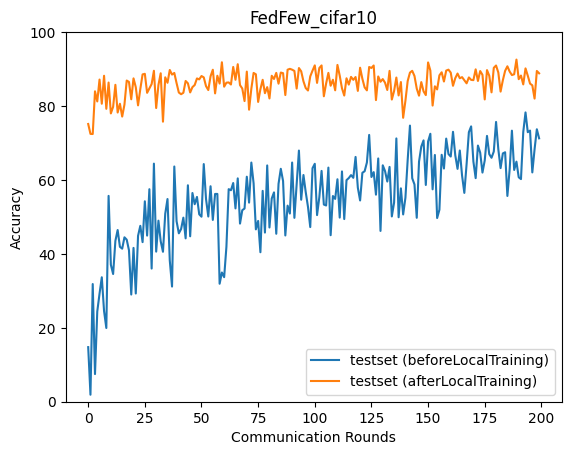 FedFew_cifar10
100
80
60
40
20
0
Accuracy
0 25 50 75 100 125 150 175 200
Communication Rounds
testset (beforeLocalTraining)
testset (afterLocalTraining)